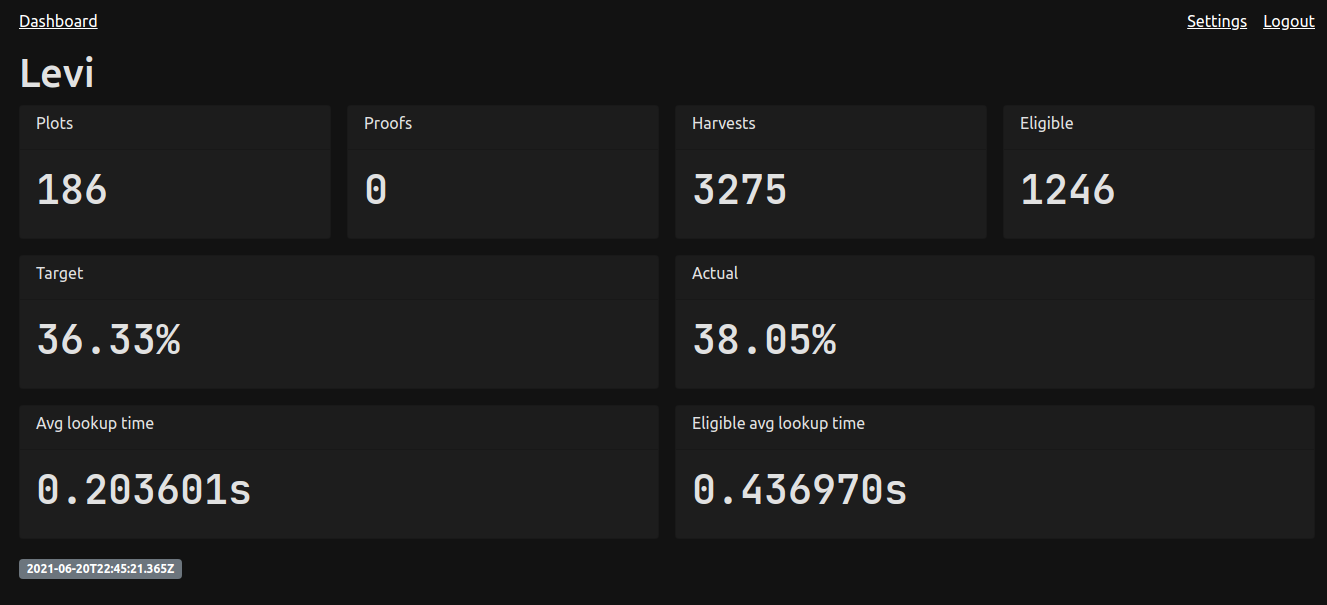 Dashboard Settings Logout
Levi
Plots Proofs Harvests Eligible
186 0 3275 1246
Target Actual
36.33% 38.05%
Avg lookup time Eligible avg lookup time
0.203601s 0.436970s
2021-06-20T22:45:21.365Z